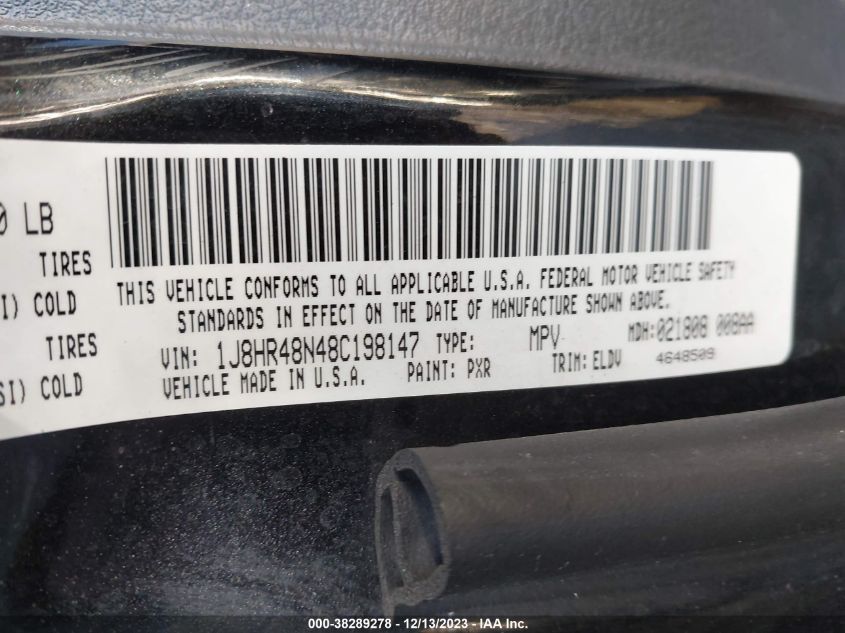 0 LB
TIRES
I) COLD
TIRES
SI) COLD
THIS VEHICLE CONFORMS TO ALL APPLICABLE U.S.A. FEDERAL MOTOR VEHICLE SAFETY
STANDARDS IN EFFECT ON THE DATE OF MANUFACTURE SHOWN ABOVE.
VIN: 1J8HR48N48C198147 TYPE: MPV MDH:021808 008AA
VEHICLE MADE IN U.S.A. PAINT: PXR TRIM: ELDV 4648509
000-38289278 - 12/13/2023 - IAA Inc.